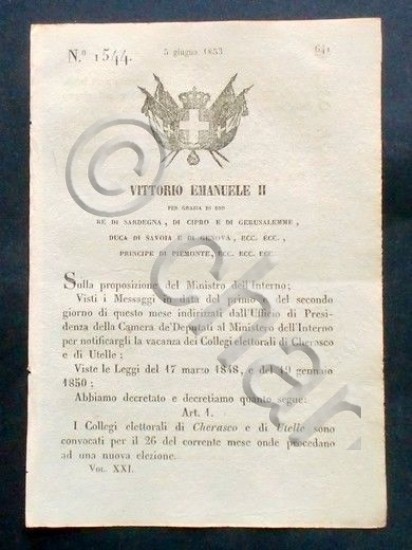 N.º 1544.
5 giugno 1853
VITTORIO EMANUELE II
PER GRAZIA DI DIO
RE DI SARDEGNA, DI CIPRO E DI GERUSALEMME,
DUCA DI SAVOIA E DI GENOVA, ECC. ECC.,
PRINCIPE DI PIEMONTE, ECC. ECC. ECC.
Sulla proposizione del Ministro dell'Interno;
Visti i Messaggi in data del primo e del secondo
giorno di questo mese indirizzati dall'Uffizio di Presi-
denza della Camera de'Deputati al Ministero dell'Interno
per notificargli la vacanza dei Collegi elettorali di Cherasco
e di Utelle;
Viste le Leggi del 17 marzo 1848, e del 19 gennaio
1850;
Abbiamo decretato e decretiamo quanto segue:
Art. 1.
I Collegi elettorali di Cherasco e di Utelle sono
convocati per il 26 del corrente mese onde procedano
ad una nuova elezione.
Vol. XXI.
© char